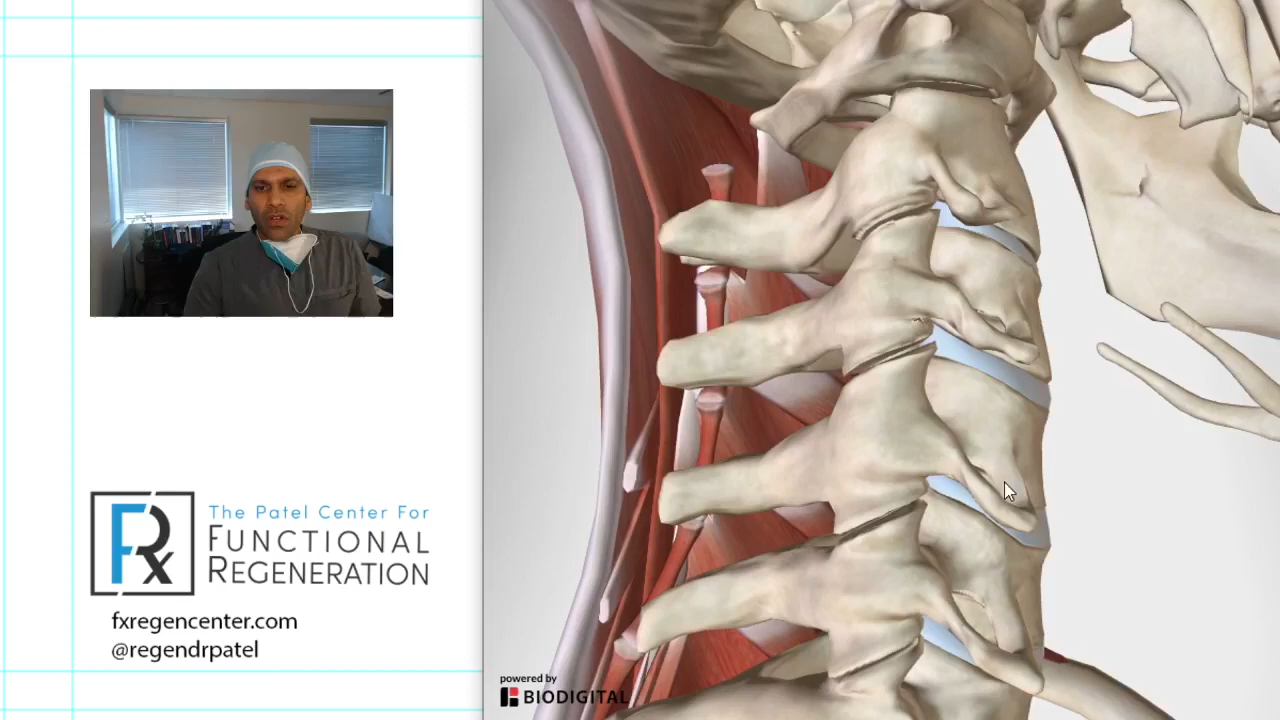 FRx
The Patel Center For
FUNCTIONAL
REGENERATION
fxregencenter.com
@regendrpatel
powered by
BIODIGITAL